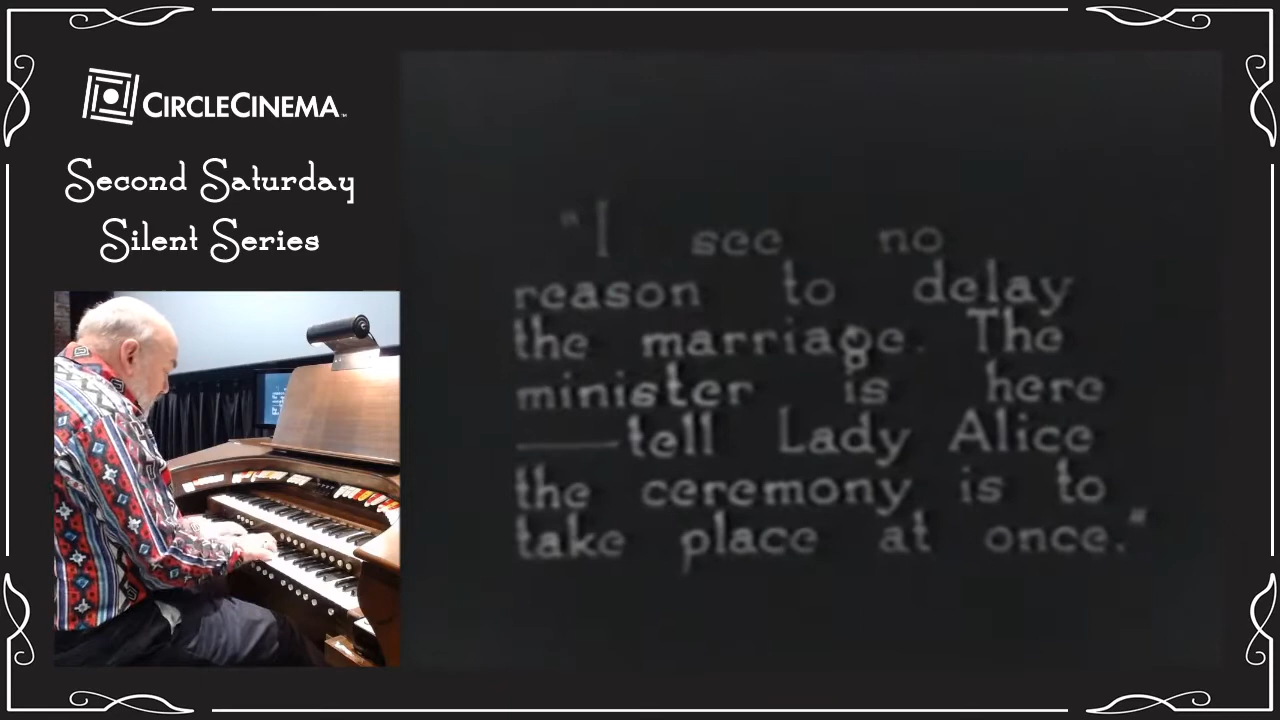 CIRCLECINEMA™
Second Saturday
Silent Series
"I see no
reason to delay
the marriage. The
minister is here
—tell Lady Alice
the ceremony is to
take place at once."